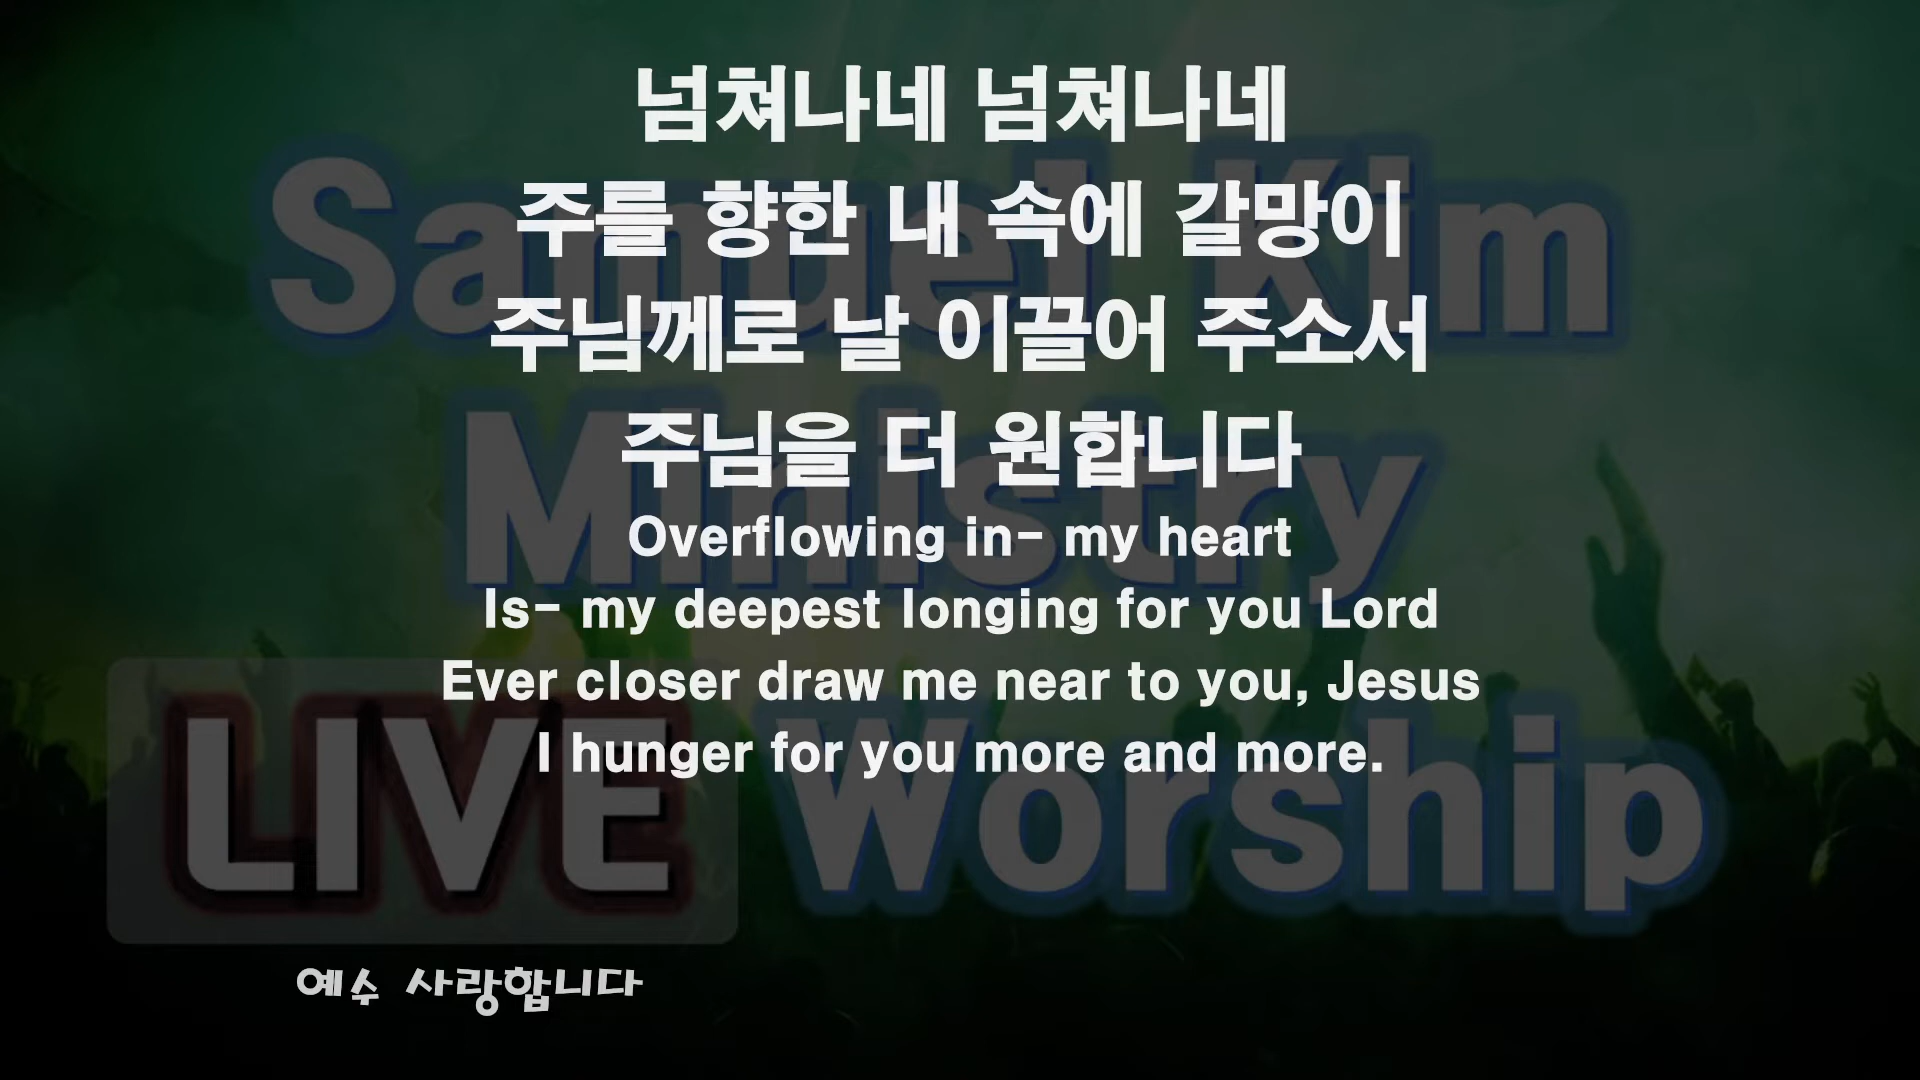 넘쳐나네 넘쳐나네
주를 향한 내 속에 갈망이
주님께로 날 이끌어 주소서
주님을 더 원합니다
Overflowing in- my heart
Is- my deepest longing for you Lord
Ever closer draw me near to you, Jesus
I hunger for you more and more.
Samuel Kim
Ministry
LIVE Worship
예수 사랑합니다